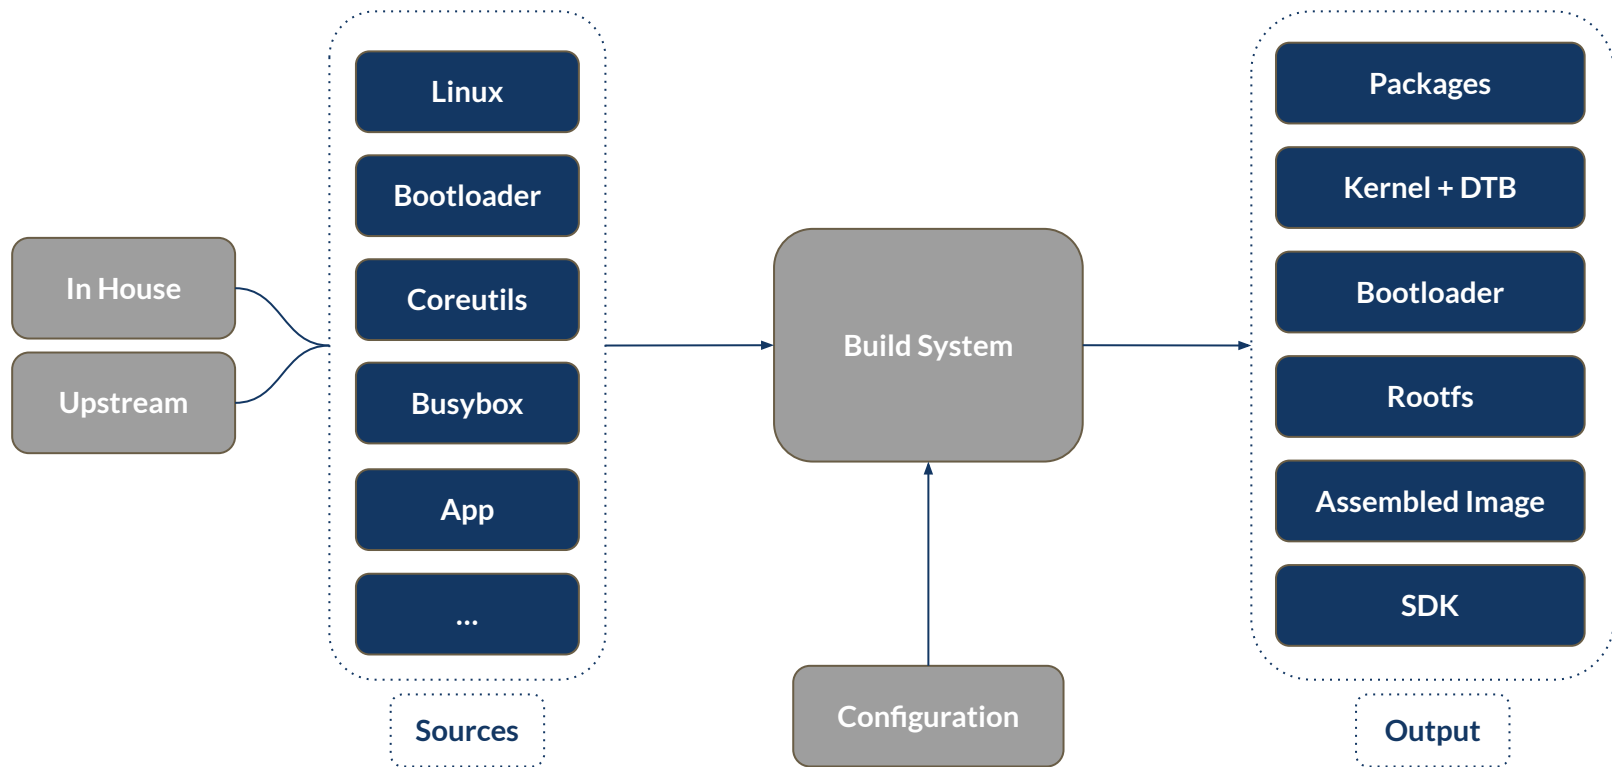 In House
Upstream
Linux
Bootloader
Coreutils
Busybox
App
...
Sources
Build System
Configuration
Packages
Kernel + DTB
Bootloader
Rootfs
Assembled Image
SDK
Output